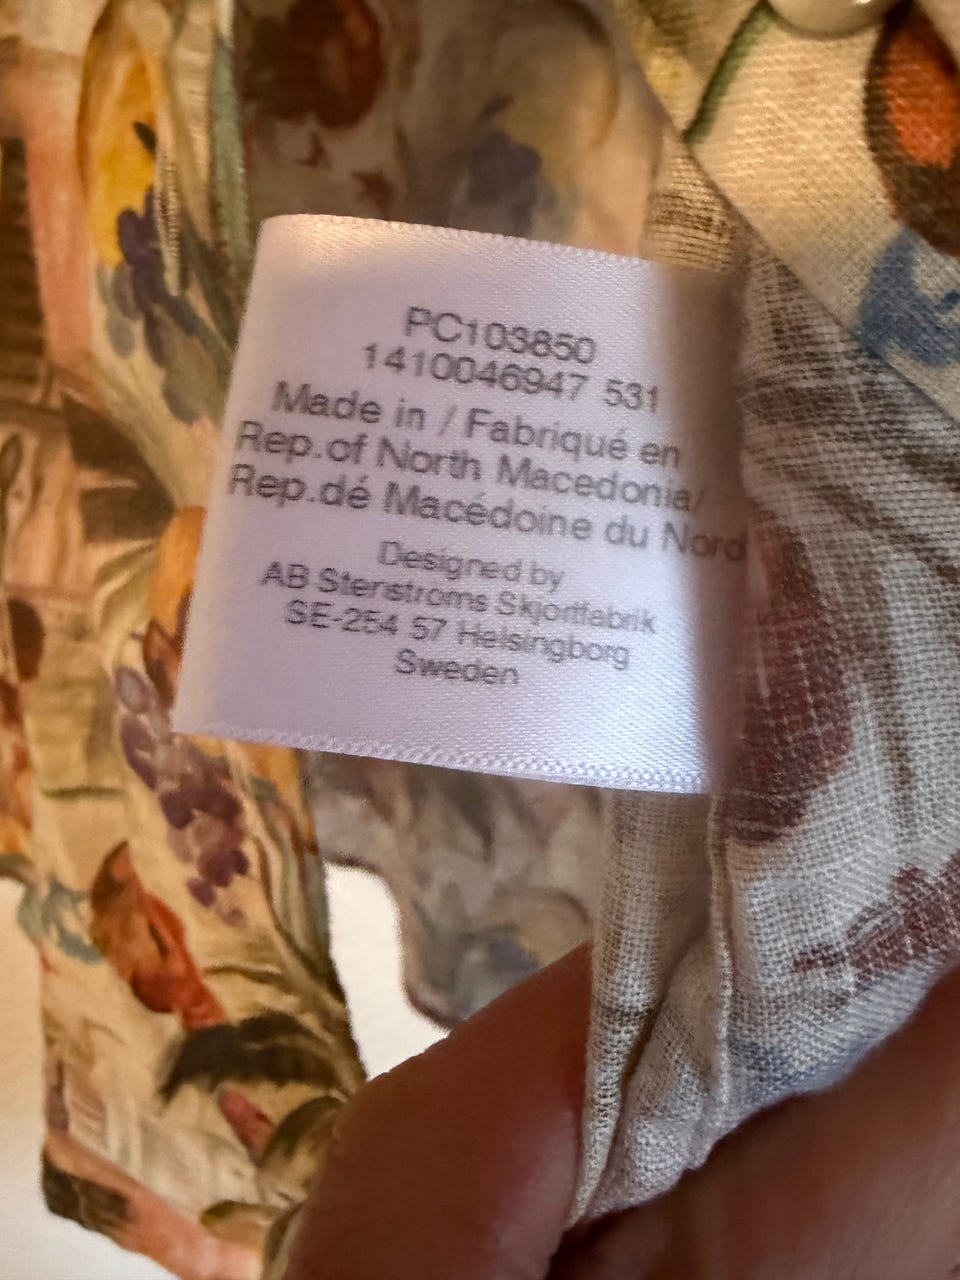 PC103850
1410046947 531
Made in / Fabriqué en
Rep.of North Macedonia/
Rep.dé Macédoine du Nord
Designed by
AB Stenstroms Skjortfabrik
SE-254 57 Helsingborg
Sweden